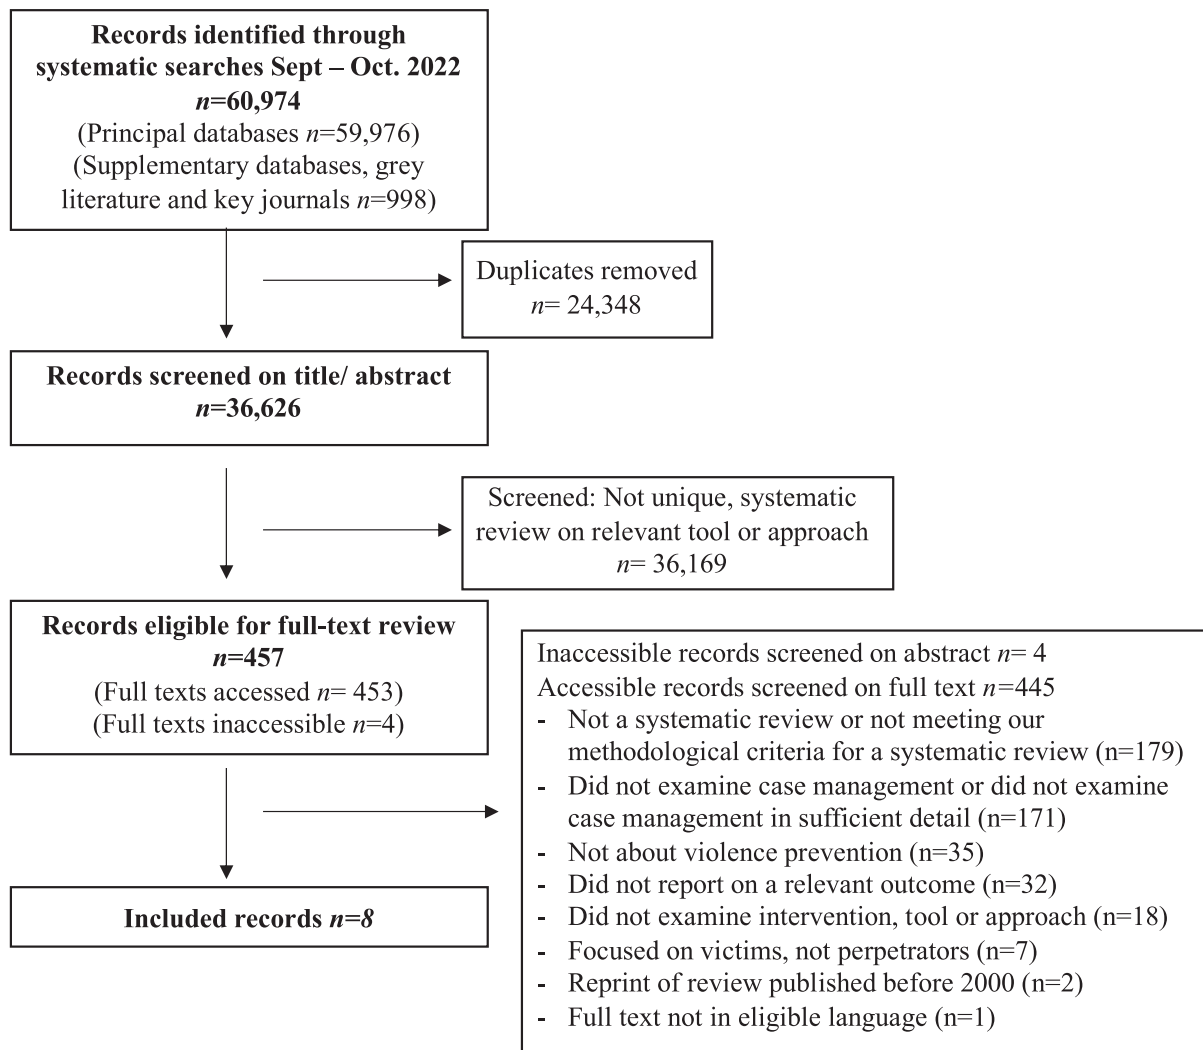 Records identified through
systematic searches Sept – Oct. 2022
n=60,974
(Principal databases n=59,976)
(Supplementary databases, grey
literature and key journals n=998)
Duplicates removed
n= 24,348
Records screened on title/ abstract
n=36,626
Screened: Not unique, systematic
review on relevant tool or approach
n= 36,169
Records eligible for full-text review
n=457
(Full texts accessed n= 453)
(Full texts inaccessible n=4)
Inaccessible records screened on abstract n= 4
Accessible records screened on full text n=445
- Not a systematic review or not meeting our
methodological criteria for a systematic review (n=179)
- Did not examine case management or did not examine
case management in sufficient detail (n=171)
- Not about violence prevention (n=35)
- Did not report on a relevant outcome (n=32)
- Did not examine intervention, tool or approach (n=18)
- Focused on victims, not perpetrators (n=7)
- Reprint of review published before 2000 (n=2)
- Full text not in eligible language (n=1)
Included records n=8